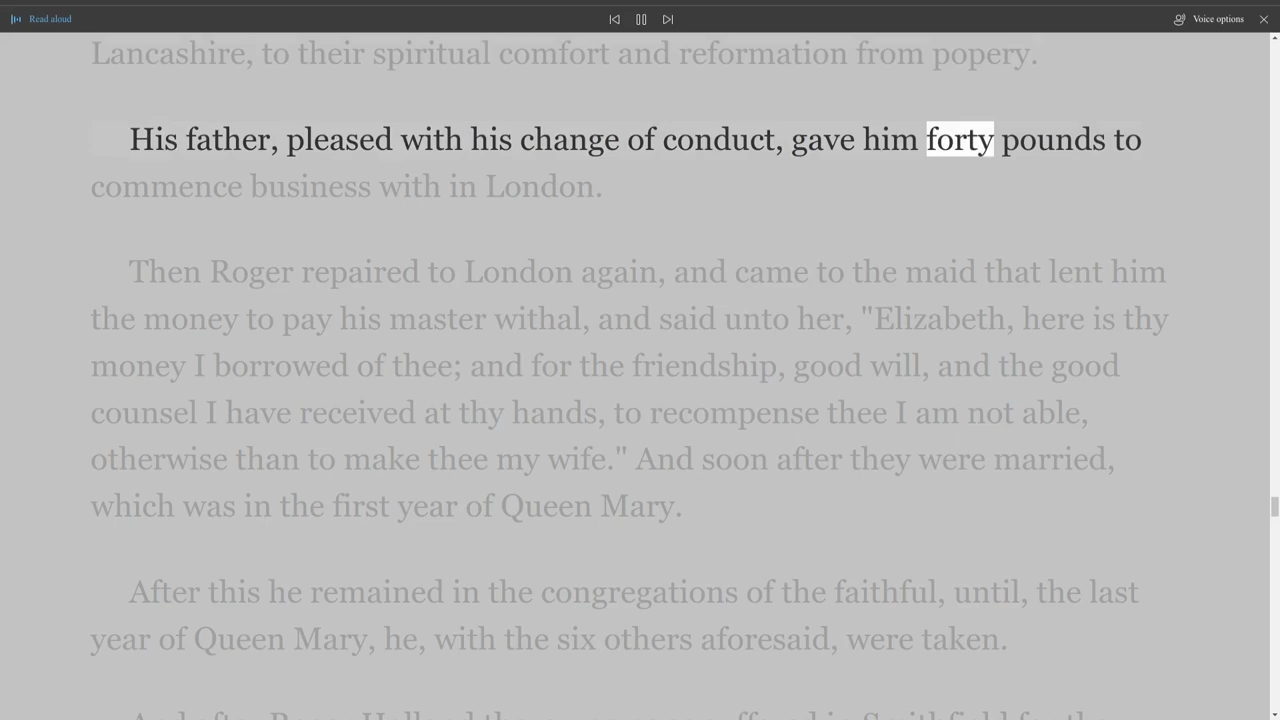 Read aloud
Voice options
Lancashire, to their spiritual comfort and reformation from popery.
His father, pleased with his change of conduct, gave him forty pounds to
commence business with in London.
Then Roger repaired to London again, and came to the maid that lent him
the money to pay his master withal, and said unto her, "Elizabeth, here is thy
money I borrowed of thee; and for the friendship, good will, and the good
counsel I have received at thy hands, to recompense thee I am not able,
otherwise than to make thee my wife." And soon after they were married,
which was in the first year of Queen Mary.
After this he remained in the congregations of the faithful, until, the last
year of Queen Mary, he, with the six others aforesaid, were taken.